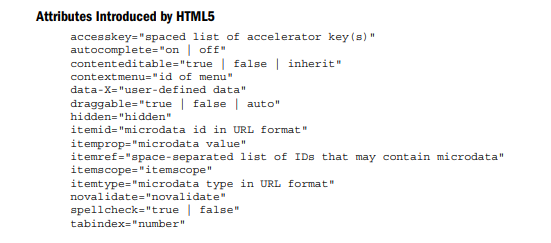 Attributes Introduced by HTML5
accesskey="spaced list of accelerator key(s)"
autocomplete="on | off"
contenteditable="true | false | inherit"
contextmenu="id of menu"
data-X="user-defined data"
draggable="true | false | auto"
hidden="hidden"
itemid="microdata id in URL format"
itemprop="microdata value"
itemref="space-separated list of IDs that may contain microdata"
itemscope="itemscope"
itemtype="microdata type in URL format"
novalidate="novalidate"
spellcheck="true | false"
tabindex="number"